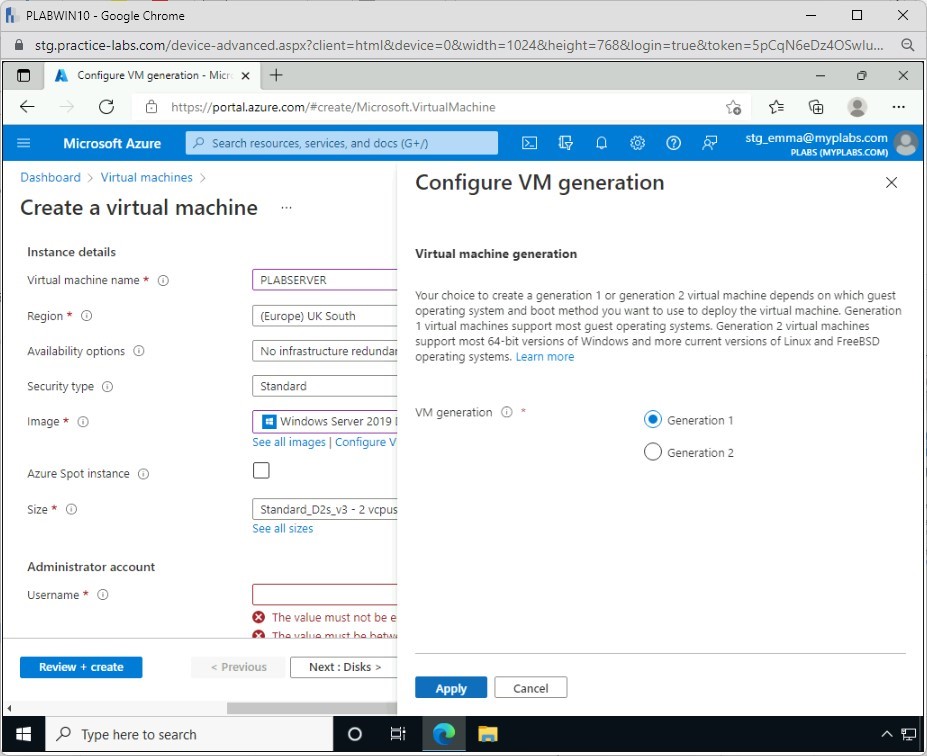 PLABWIN10 - Google Chrome
stg.practice-labs.com/device-advanced.aspx?client=html&device=0&width=1024&height=768&login=true&token=5pCqN6eDz4OSwIu...
Configure VM generation - Micr
https://portal.azure.com/#create/Microsoft.VirtualMachine
Microsoft Azure
Search resources, services, and docs (G+/)
stg_emma@myplabs.com
PLABS (MYPLABS.COM)
Dashboard > Virtual machines >
Create a virtual machine ...
Instance details
Virtual machine name *
PLABSERVER
Region *
(Europe) UK South
Availability options
No infrastructure redundan
Security type
Standard
Image *
Windows Server 2019 D
See all images | Configure V
Azure Spot instance
Size *
Standard_D2s_v3 - 2 vcpus
See all sizes
Administrator account
Username *
The value must not be e
The value must be betwe
Review + create
< Previous
Next : Disks >
Configure VM generation
Virtual machine generation
Your choice to create a generation 1 or generation 2 virtual machine depends on which guest
operating system and boot method you want to use to deploy the virtual machine. Generation
1 virtual machines support most guest operating systems. Generation 2 virtual machines
support most 64-bit versions of Windows and more current versions of Linux and FreeBSD
operating systems. Learn more
VM generation *
Generation 1
Generation 2
Apply
Cancel
Type here to search